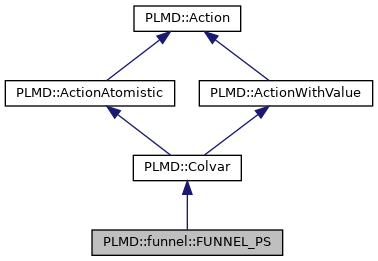 PLMD::Action
PLMD::ActionAtomistic
PLMD::ActionWithValue
PLMD::Colvar
PLMD::funnel::FUNNEL_PS